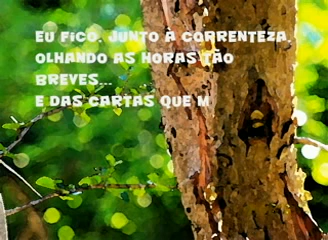 EU FICO, JUNTO À CORRENTEZA,
OLHANDO AS HORAS TÃO
BREVES...
E DAS CARTAS QUE M